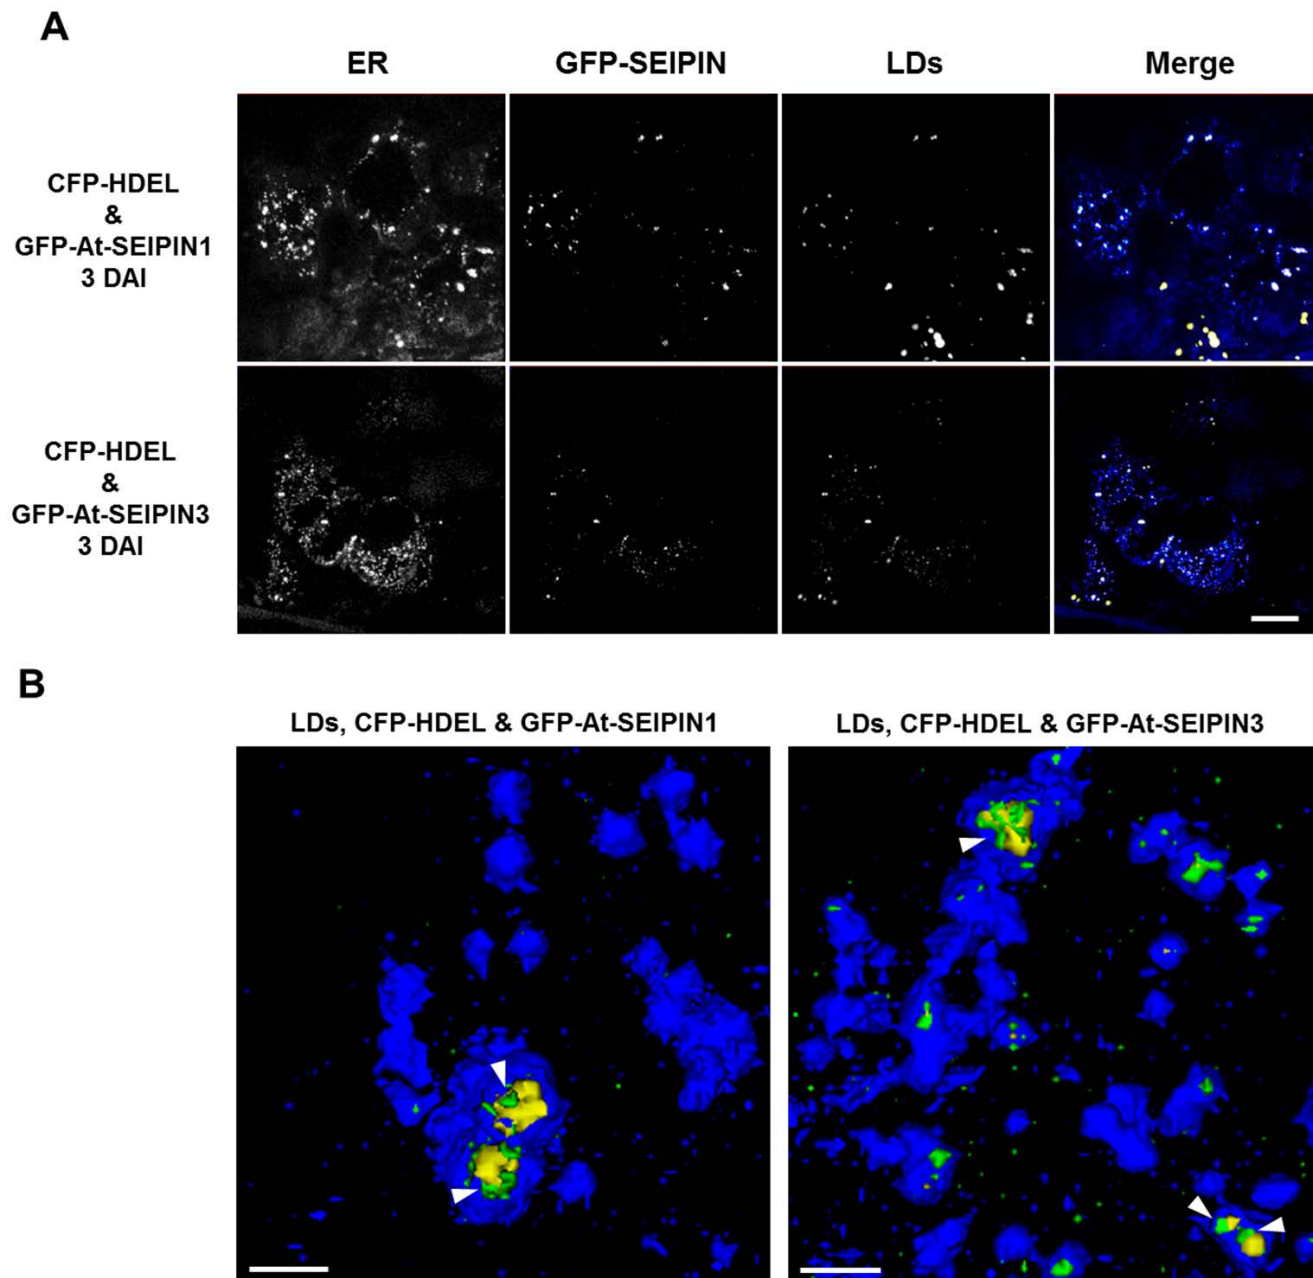 A
ER GFP-SEIPIN LDs Merge
CFP-HDEL
&
GFP-At-SEIPIN1
3 DAI
CFP-HDEL
&
GFP-At-SEIPIN3
3 DAI
B
LDs, CFP-HDEL & GFP-At-SEIPIN1
LDs, CFP-HDEL & GFP-At-SEIPIN3